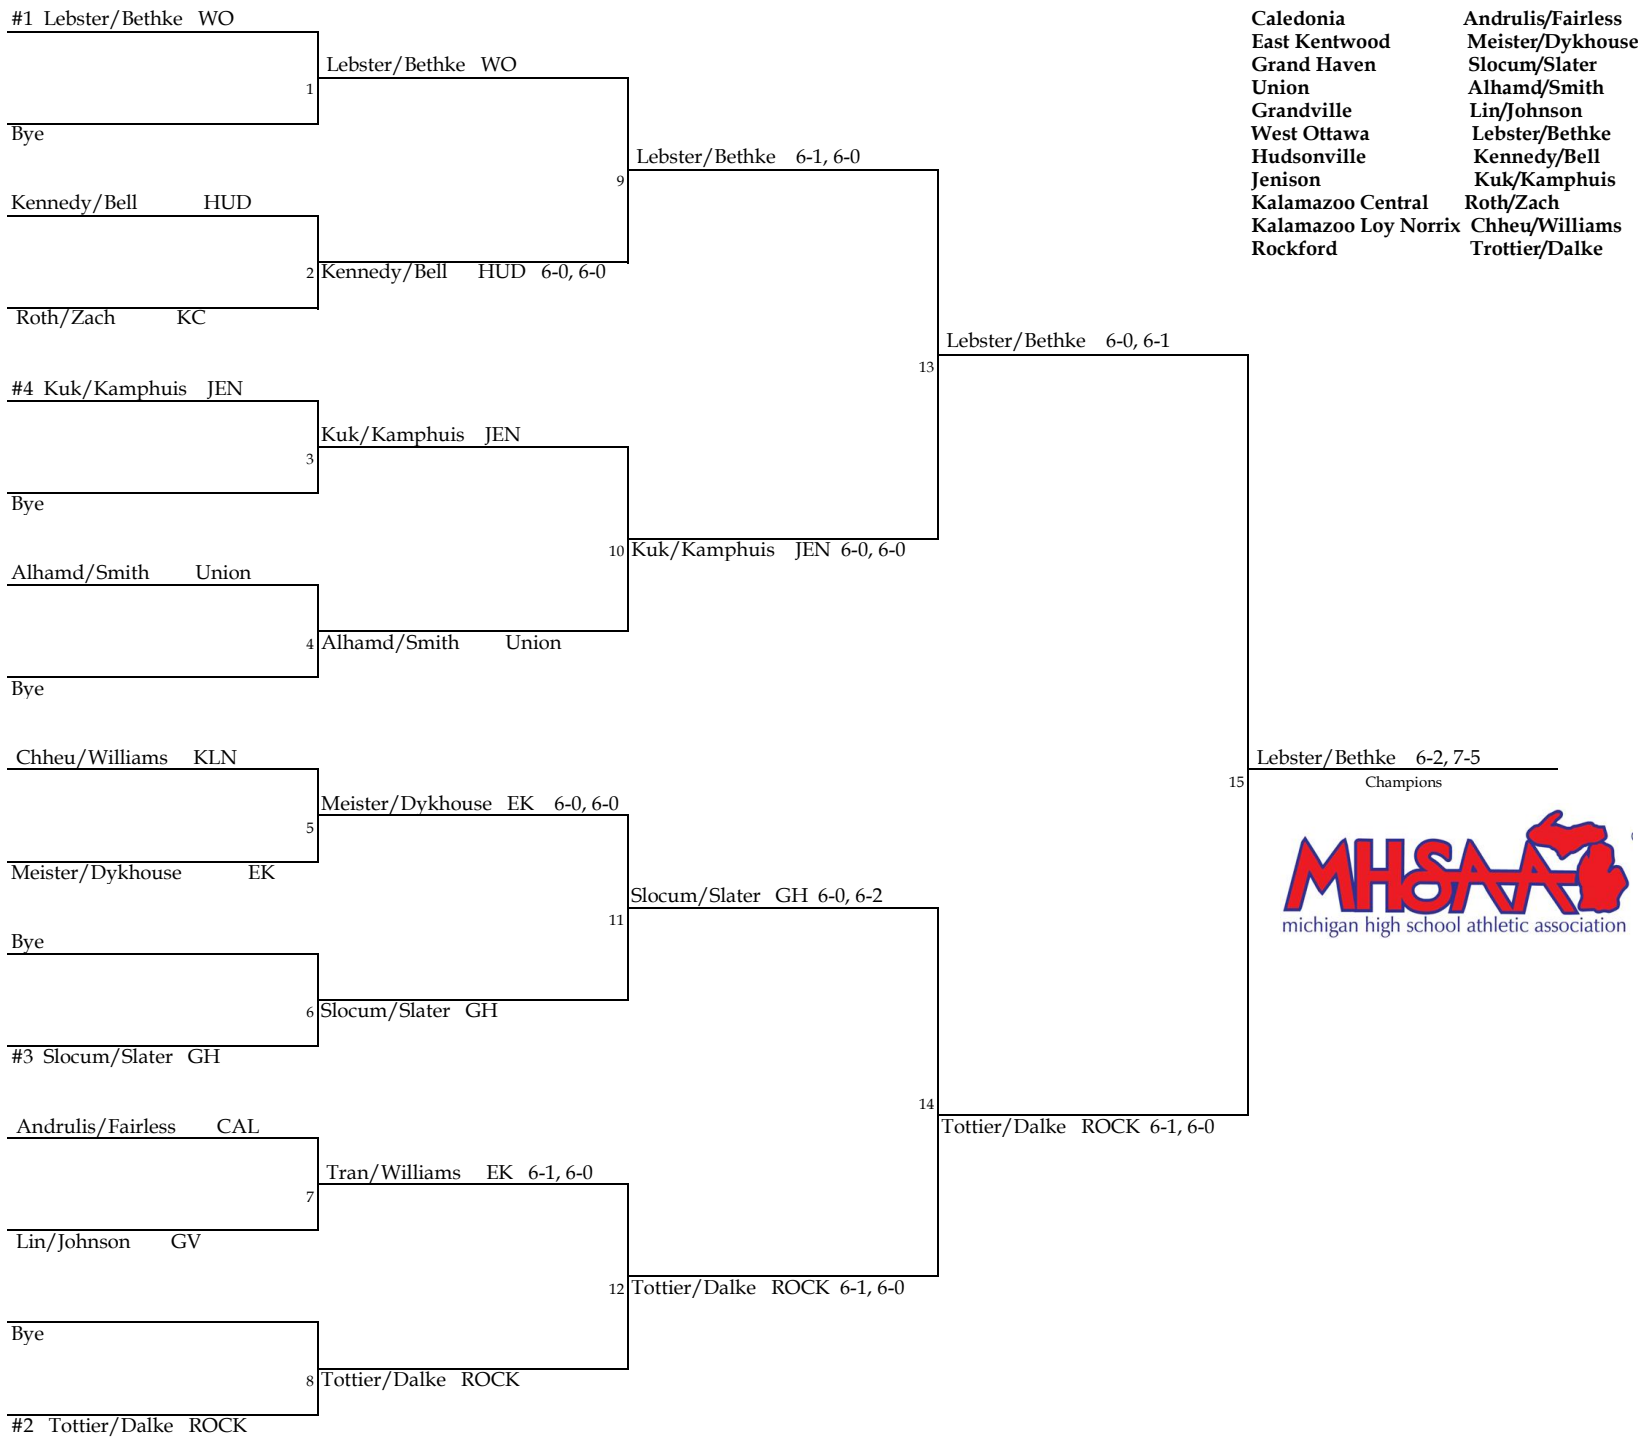 #1 Lebster/Bethke WO
Lebster/Bethke WO
1
Bye
Lebster/Bethke 6-1, 6-0
9
Kennedy/Bell HUD
2
Kennedy/Bell HUD 6-0, 6-0
Roth/Zach KC
Lebster/Bethke 6-0, 6-1
13
#4 Kuk/Kamphuis JEN
Kuk/Kamphuis JEN
3
Bye
10
Kuk/Kamphuis JEN 6-0, 6-0
Alhamd/Smith Union
4
Alhamd/Smith Union
Bye
Chheu/Williams KLN
Lebster/Bethke 6-2, 7-5
15
Champions
Meister/Dykhouse EK 6-0, 6-0
5
Meister/Dykhouse EK
Slocum/Slater GH 6-0, 6-2
11
Bye
6
Slocum/Slater GH
#3 Slocum/Slater GH
14
Tottier/Dalke ROCK 6-1, 6-0
Andrulis/Fairless CAL
Tran/Williams EK 6-1, 6-0
7
Lin/Johnson GV
12
Tottier/Dalke ROCK 6-1, 6-0
Bye
8
Tottier/Dalke ROCK
#2 Tottier/Dalke ROCK
Caledonia Andrulis/Fairless
East Kentwood Meister/Dykhouse
Grand Haven Slocum/Slater
Union Alhamd/Smith
Grandville Lin/Johnson
West Ottawa Lebster/Bethke
Hudsonville Kennedy/Bell
Jenison Kuk/Kamphuis
Kalamazoo Central Roth/Zach
Kalamazoo Loy Norrix Chheu/Williams
Rockford Trottier/Dalke
MHSAA
michigan high school athletic association